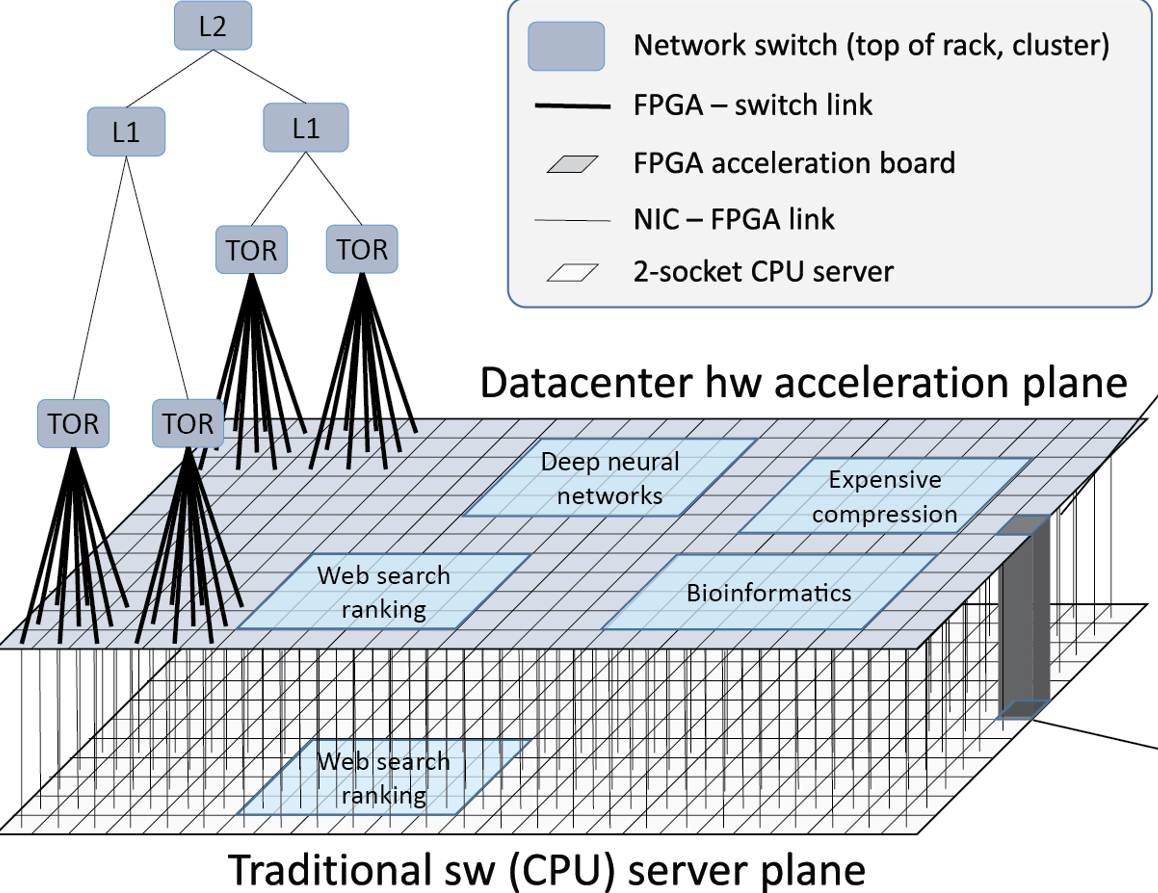 L2
L1
L1
TOR
TOR
TOR
TOR
Network switch (top of rack, cluster)
FPGA – switch link
FPGA acceleration board
NIC – FPGA link
2-socket CPU server
Datacenter hw acceleration plane
Deep neural
networks
Expensive
compression
Web search
ranking
Bioinformatics
Web search
ranking
Traditional sw (CPU) server plane